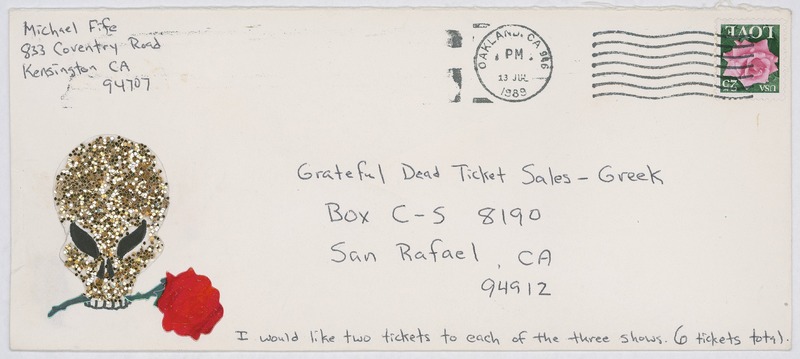 Michael Fife
833 Coventry Road
Kensington CA
94707
OAKLAND, CA 946
PM
13 JUL
1989
LOVE
USA
25
Grateful Dead Ticket Sales - Greek
Box C-S 8190
San Rafael, CA
94912
I would like two tickets to each of the three shows. 6 tickets total.